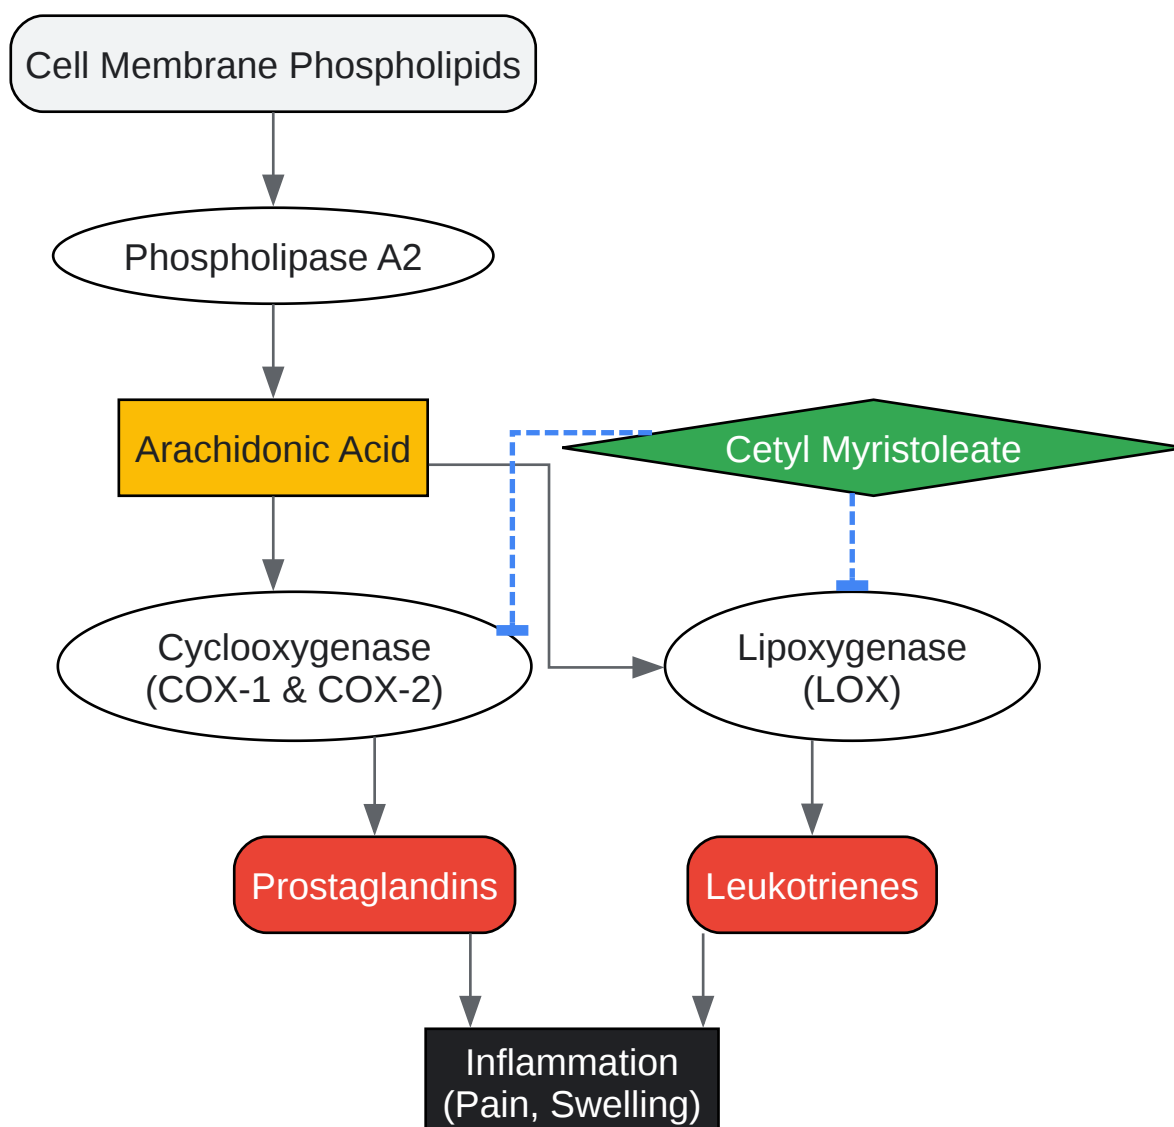 Cell Membrane Phospholipids
Phospholipase A2
Arachidonic Acid
Cetyl Myristoleate
Cyclooxygenase
(COX-1 & COX-2)
Lipoxygenase
(LOX)
Prostaglandins
Leukotrienes
Inflammation
(Pain, Swelling)